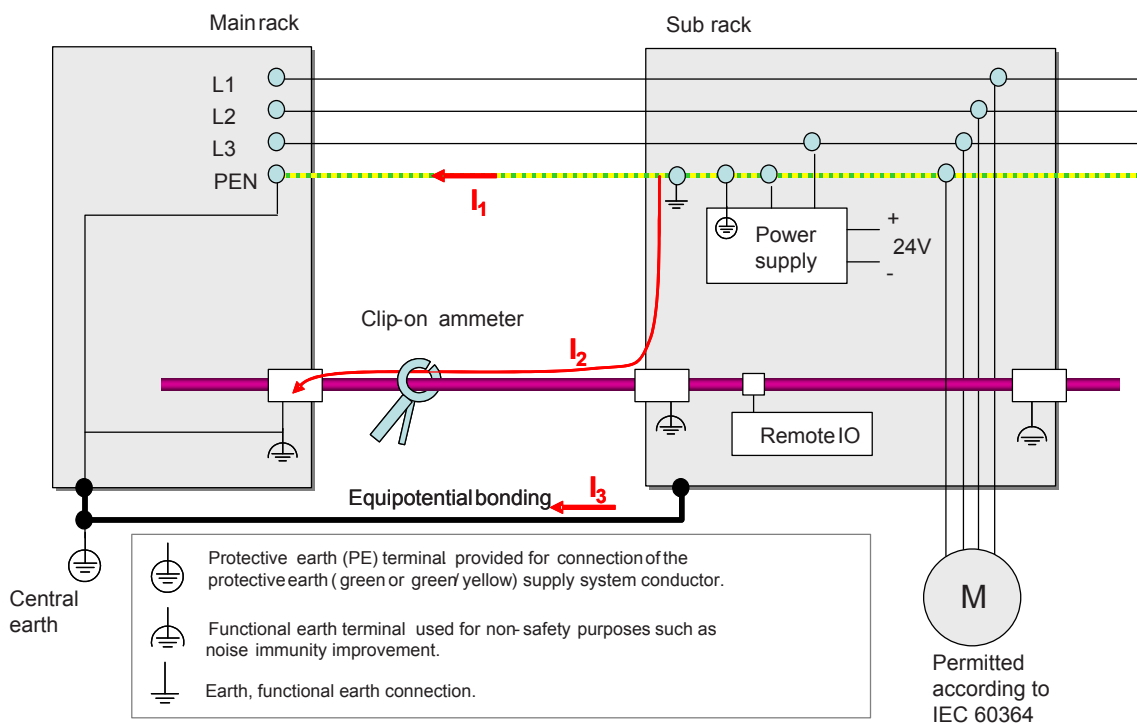 Main rack
Sub rack
L1
L2
L3
PEN
I1
Power
supply
+
24V
-
Clip-on ammeter
I2
Remote IO
Equipotential bonding
I3
Central
earth
Protective earth (PE) terminal provided for connection of the
protective earth (green or green/yellow) supply system conductor.
Functional earth terminal used for non-safety purposes such as
noise immunity improvement.
Earth, functional earth connection.
M
Permitted
according to
IEC 60364